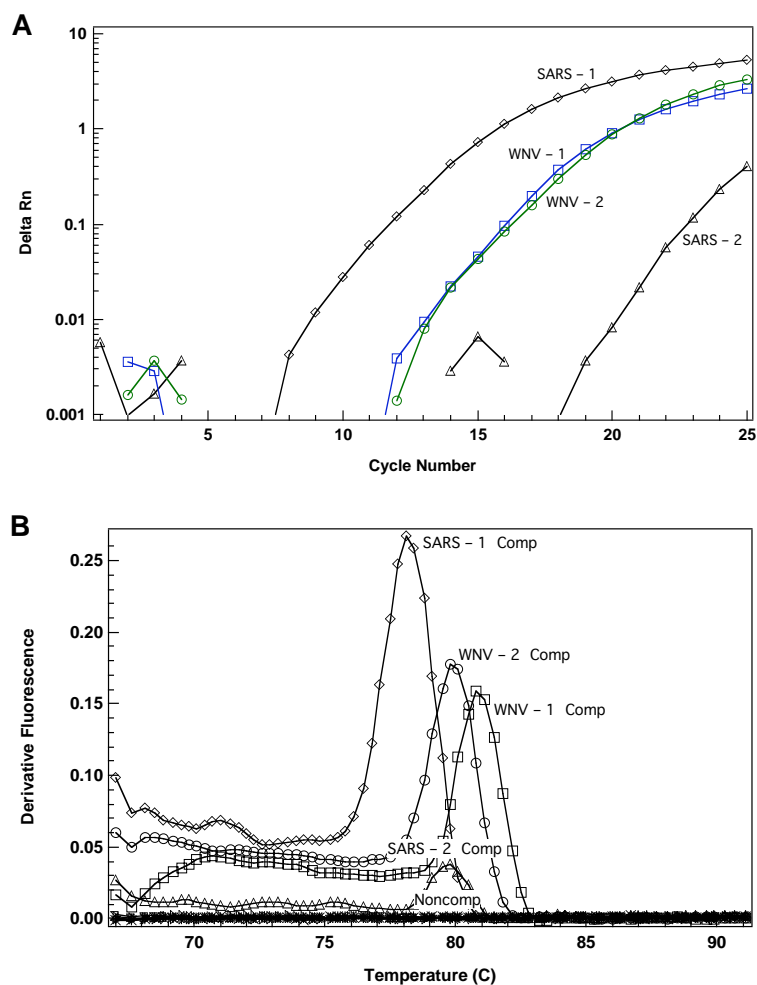 A
10
1
0.1
0.01
0.001
Delta Rn
SARS – 1
WNV – 1
WNV – 2
SARS – 2
5
10
15
20
25
Cycle Number
B
0.25
0.20
0.15
0.10
0.05
0.00
Derivative Fluorescence
SARS – 1 Comp
WNV – 2 Comp
WNV – 1 Comp
SARS – 2 Comp
Noncomp
70
75
80
85
90
Temperature (C)